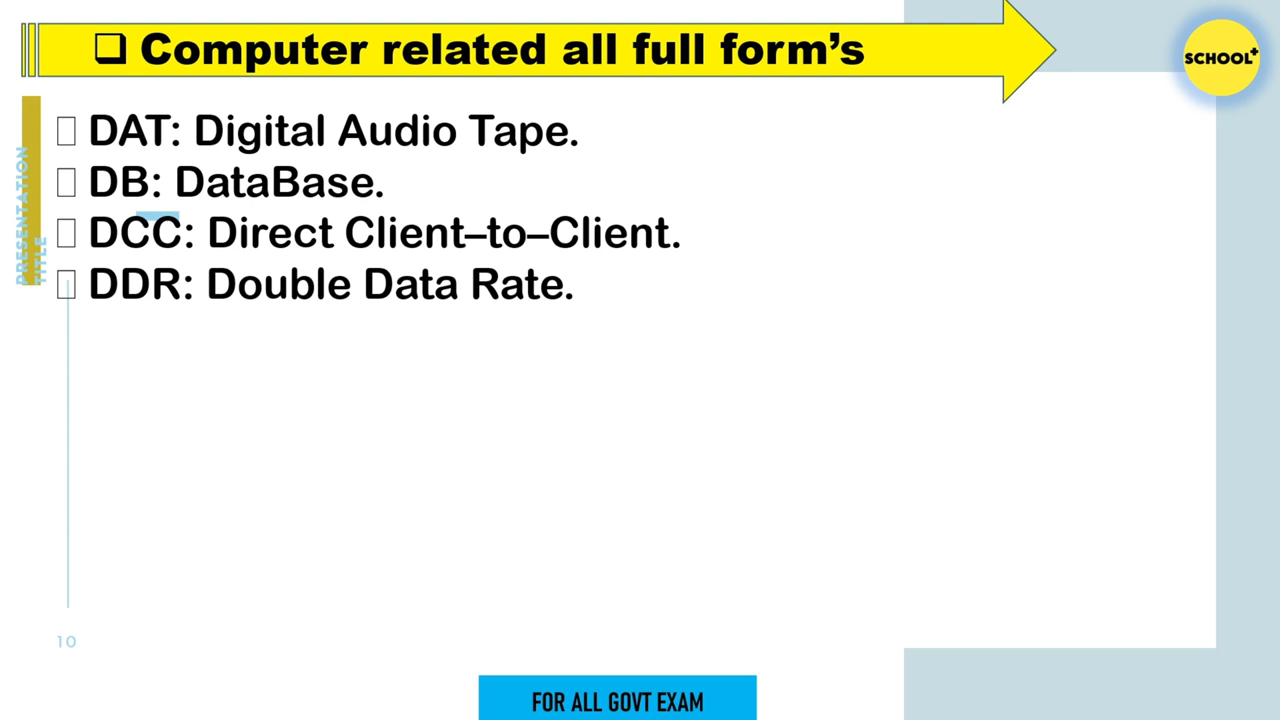 ❑ Computer related all full form’s
SCHOOL+
DAT: Digital Audio Tape.
DB: DataBase.
DCC: Direct Client–to–Client.
DDR: Double Data Rate.
PRESENTATION
TITLE
10
FOR ALL GOVT EXAM